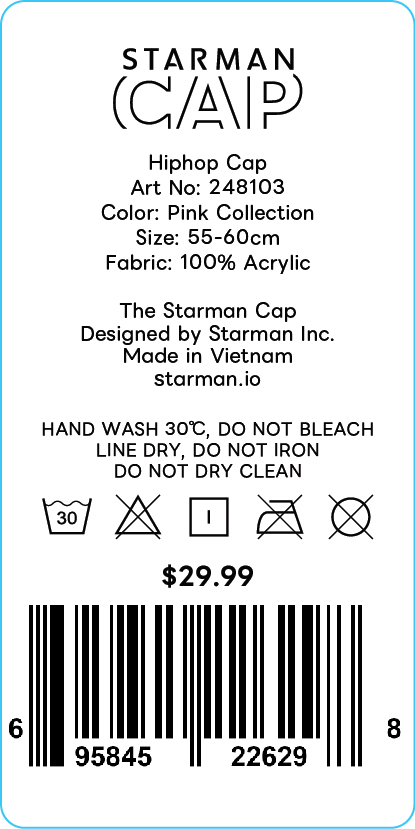 STARMAN
CAP
Hiphop Cap
Art No: 248103
Color: Pink Collection
Size: 55-60cm
Fabric: 100% Acrylic
The Starman Cap
Designed by Starman Inc.
Made in Vietnam
starman.io
HAND WASH 30℃, DO NOT BLEACH
LINE DRY, DO NOT IRON
DO NOT DRY CLEAN
30
$29.99
6 95845 22629 8